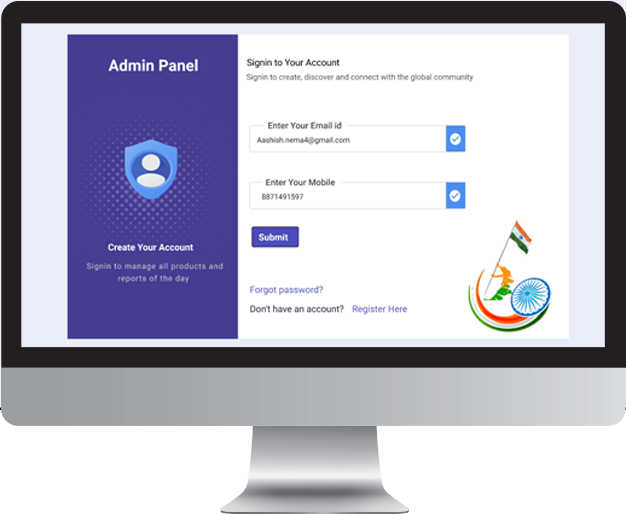 Admin Panel
Create Your Account
Signin to manage all products and
reports of the day
Signin to Your Account
Signin to create, discover and connect with the global community
Enter Your Email id
Aashish.nema4@gmail.com
Enter Your Mobile
8871491597
Submit
Forgot password?
Don't have an account? Register Here